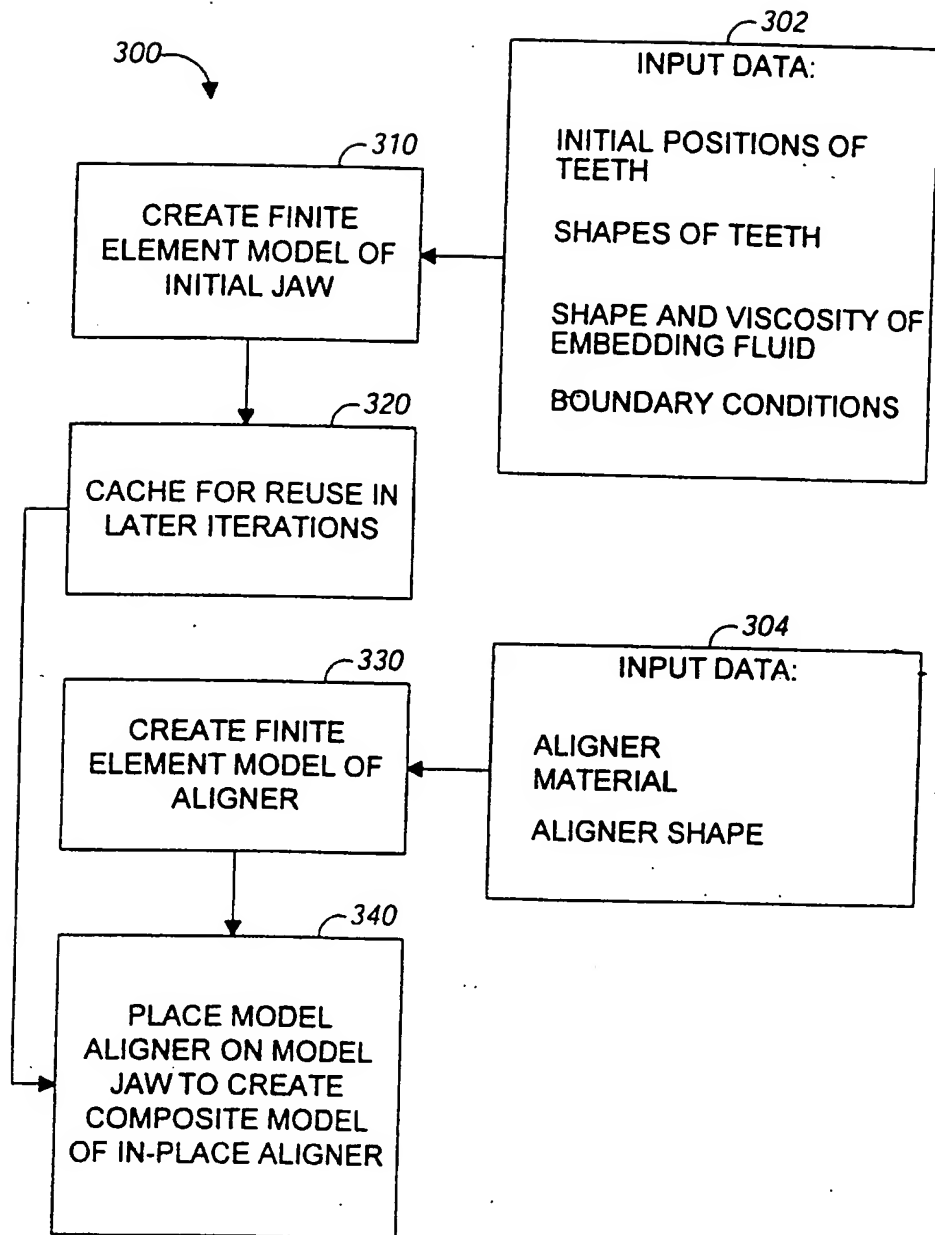 300
302
INPUT DATA:
INITIAL POSITIONS OF
TEETH
SHAPES OF TEETH
SHAPE AND VISCOSITY OF
EMBEDDING FLUID
BOUNDARY CONDITIONS
310
CREATE FINITE
ELEMENT MODEL OF
INITIAL JAW
320
CACHE FOR REUSE IN
LATER ITERATIONS
304
INPUT DATA:
ALIGNER
MATERIAL
ALIGNER SHAPE
330
CREATE FINITE
ELEMENT MODEL OF
ALIGNER
340
PLACE MODEL
ALIGNER ON MODEL
JAW TO CREATE
COMPOSITE MODEL
OF IN-PLACE ALIGNER